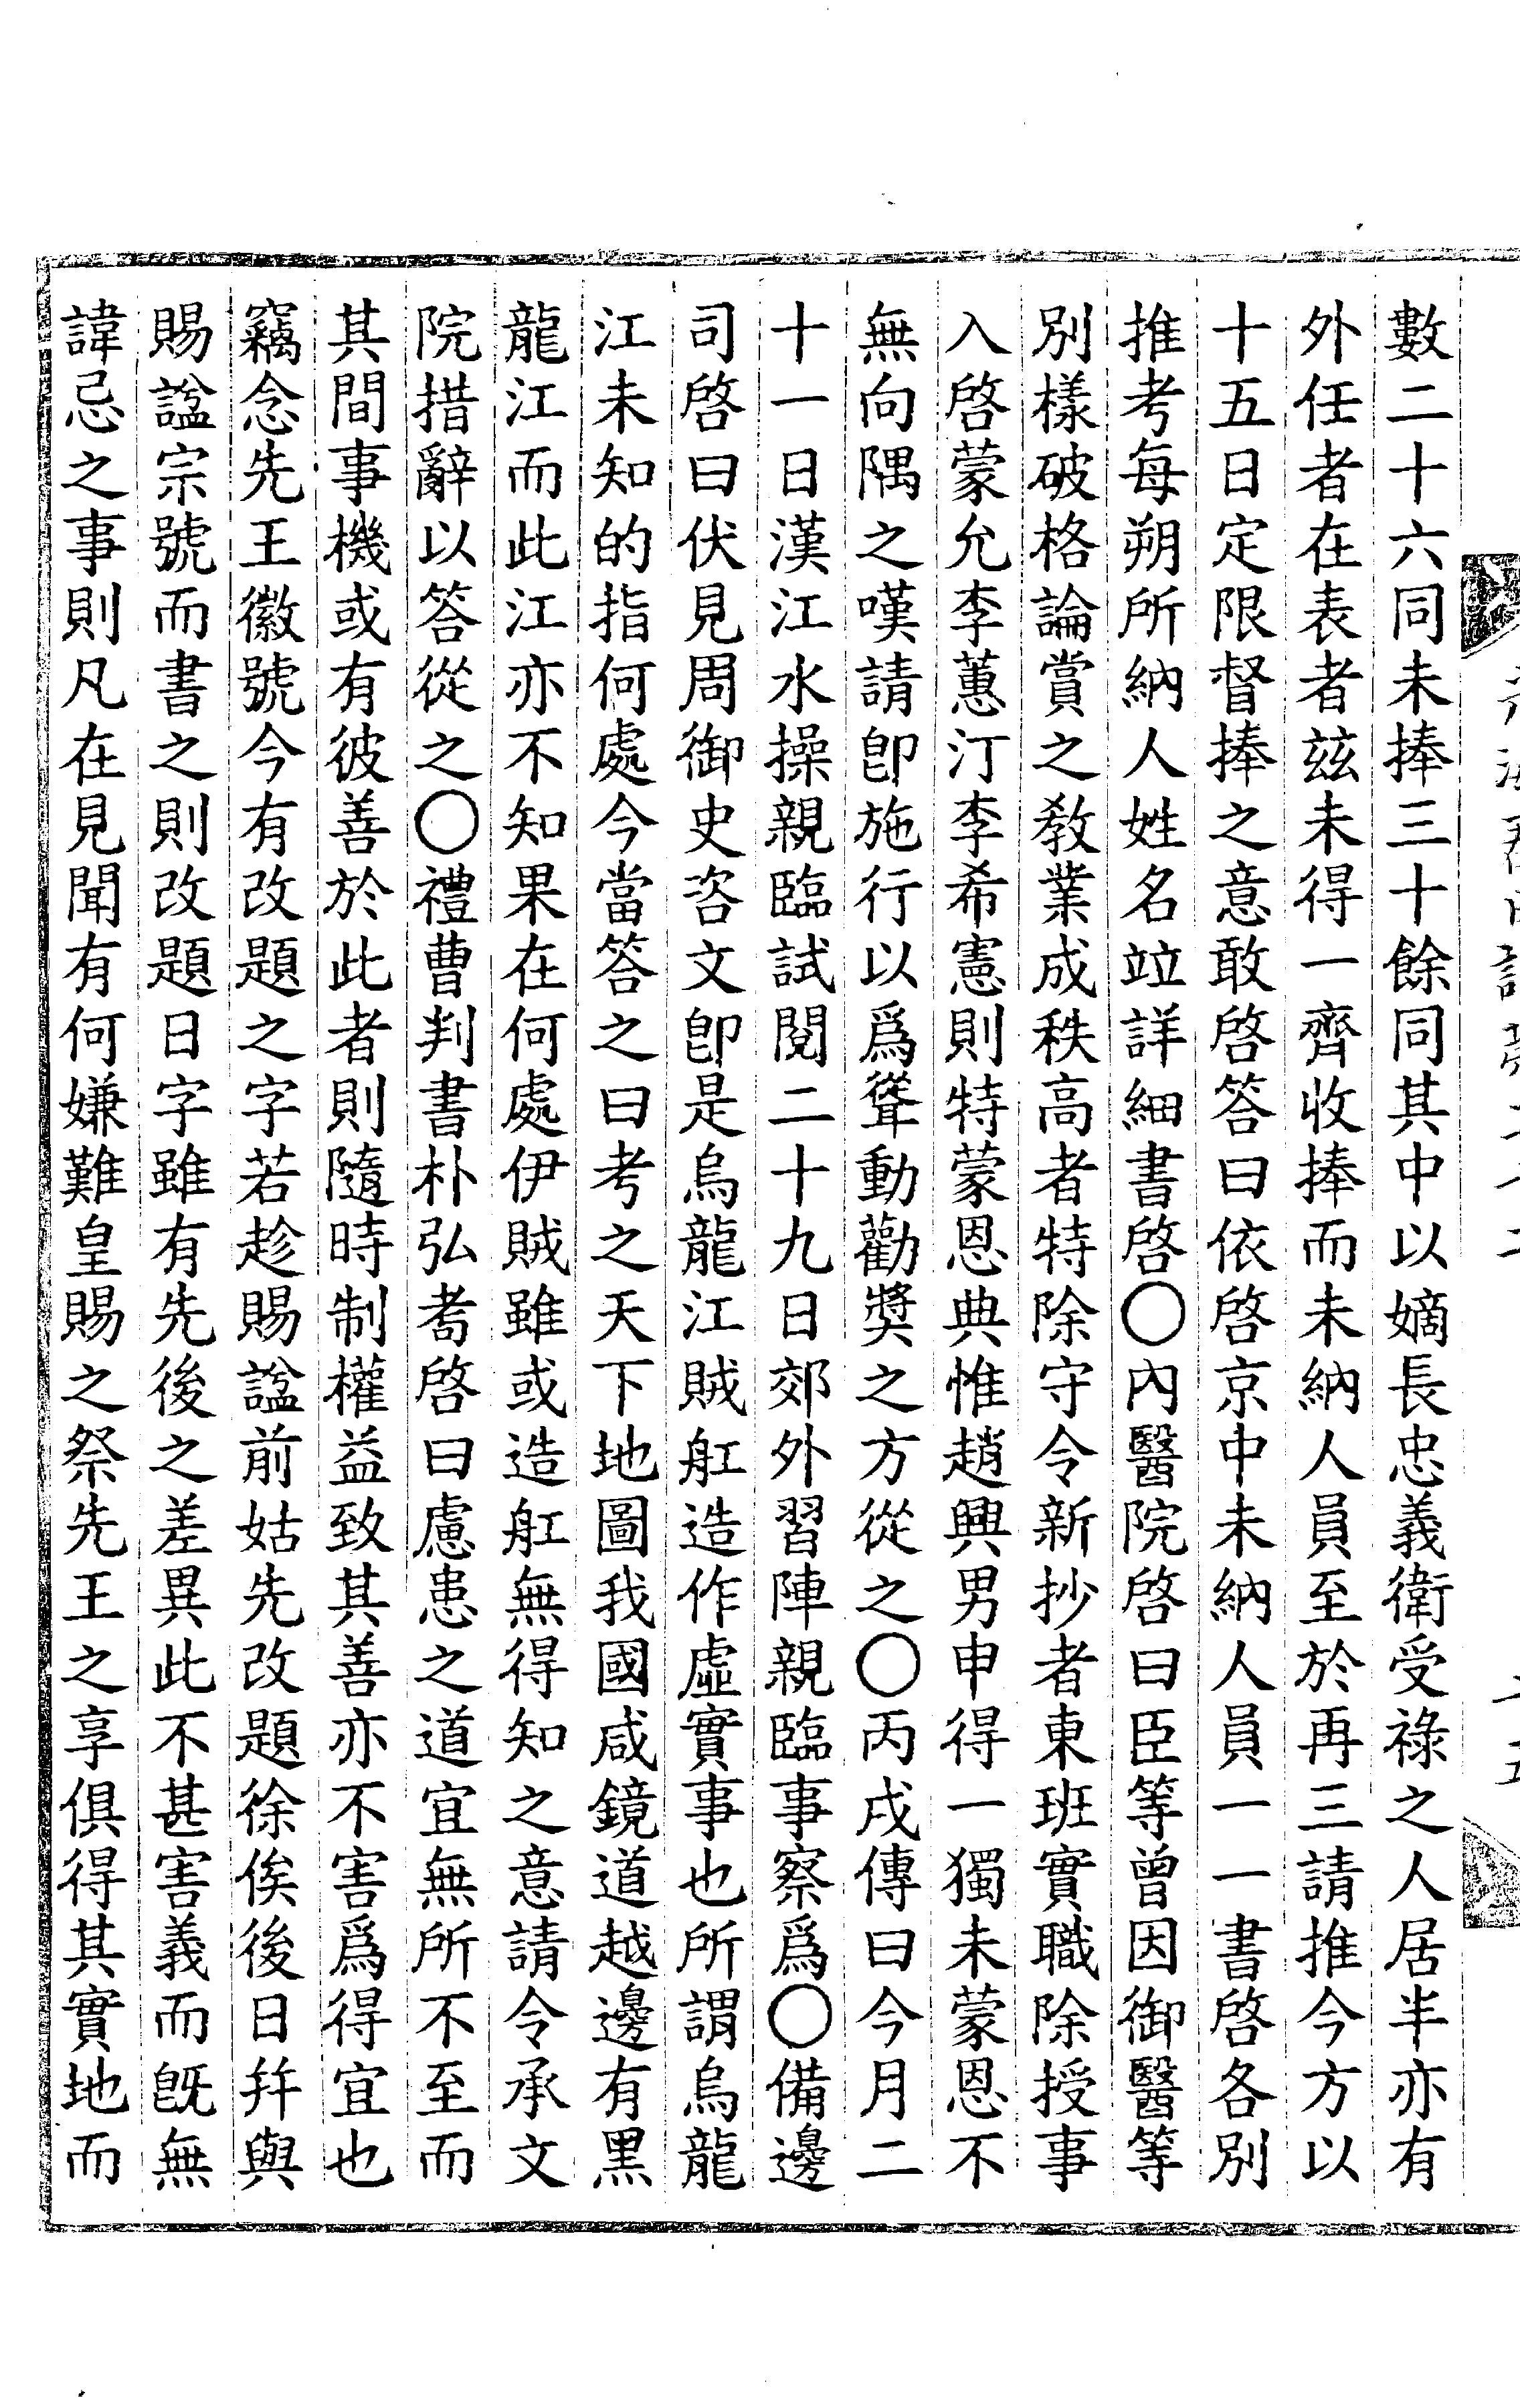 數二十六同未捧三十餘同其中以嫡長忠義衛受祿之人居半亦有
外任者在表者玆未得一齊收捧而未納人員至於再三請推今方以
十五日定限督捧之意敢啓答曰依啓京中未納人員一一書啓各別
推考每朔所納人姓名竝詳細書啓○內醫院啓曰臣等曾因御醫等
別樣破格論賞之敎業成秩高者特除守令新抄者東班實職除授事
入啓蒙允李蕙汀李希憲則特蒙恩典惟趙興男申得一獨未蒙恩不
無向隅之嘆請卽施行以爲聳動勸奬之方從之○丙戌傳曰今月二
十一日漢江水操親臨試閱二十九日郊外習陣親臨事察爲○備邊
司啓曰伏見周御史咨文卽是烏龍江賊舡造作虛實事也所謂烏龍
江未知的指何處今當答之曰考之天下地圖我國咸鏡道越邊有黑
龍江而此江亦不知果在何處伊賊雖或造舡無得知之意請令承文
院措辭以答從之○禮曹判書朴弘耉啓曰慮患之道宜無所不至而
其間事機或有彼善於此者則隨時制權益致其善亦不害爲得宜也
竊念先王徽號今有改題之字若趁賜諡前姑先改題徐俟後日幷與
賜諡宗號而書之則改題日字雖有先後之差異此不甚害義而旣無
諱忌之事則凡在見聞有何嫌難皇賜之祭先王之享俱得其實地而